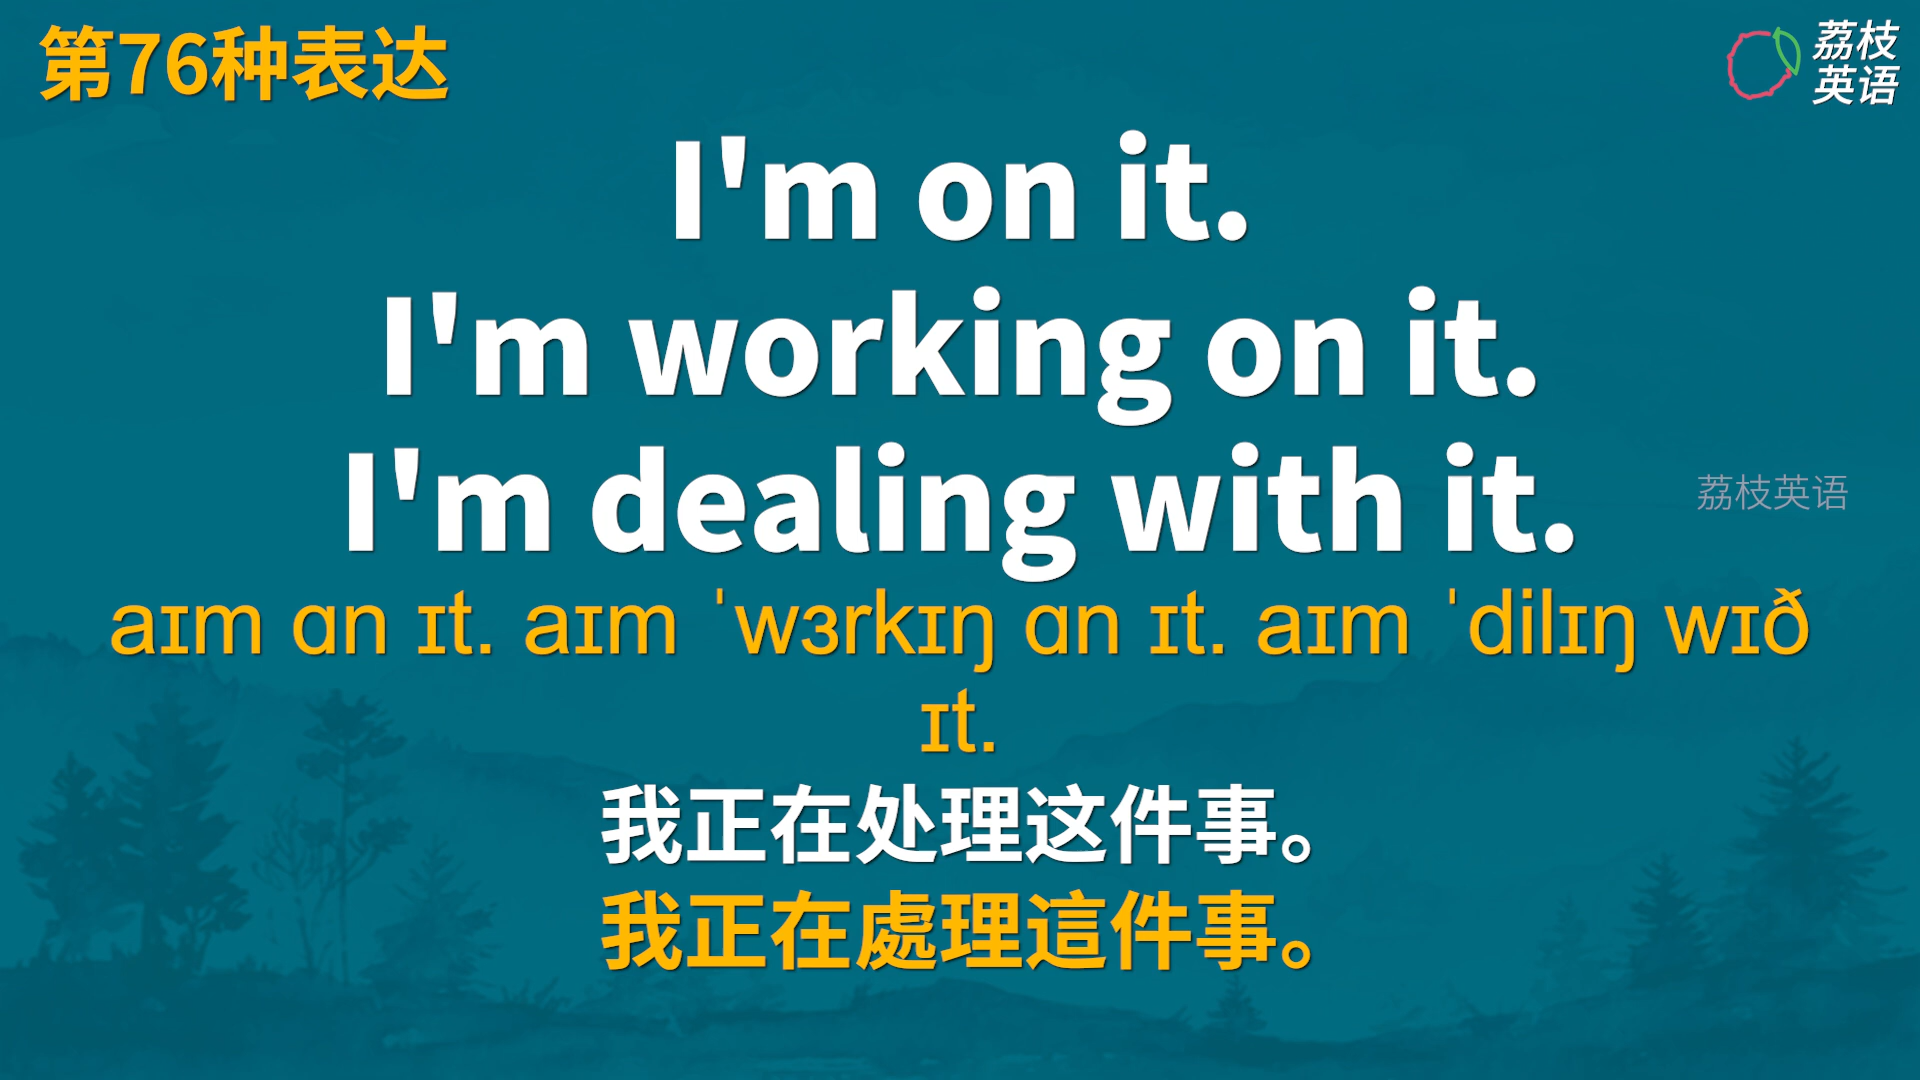 第76种表达
荔枝
英语
I'm on it.
I'm working on it.
I'm dealing with it.
荔枝英语
aɪm ɑn ɪt. aɪm ˈwɜrkɪŋ ɑn ɪt. aɪm ˈdilɪŋ wɪð
ɪt.
我正在处理这件事。
我正在處理這件事。